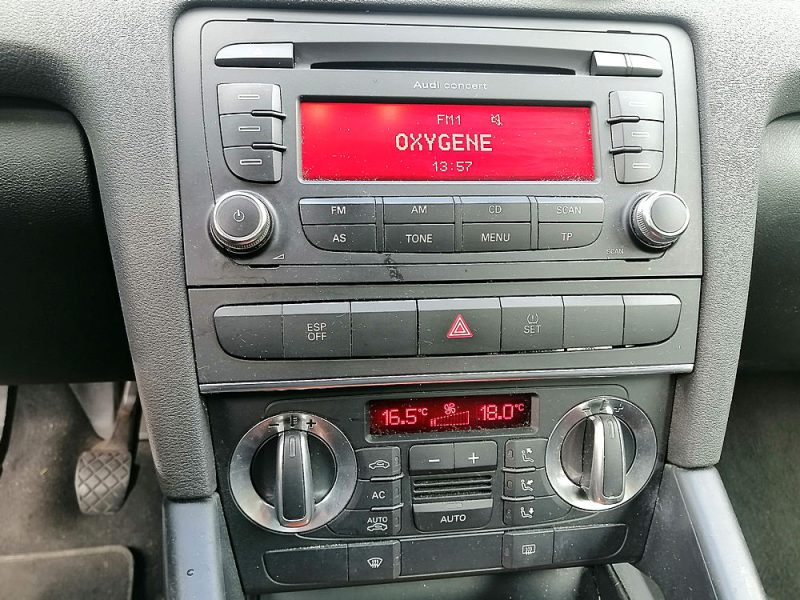 Audi concert
FM1
OXYGENE
13:57
FM AM CD SCAN
AS TONE MENU TP
SCAN
ESP OFF
SET
16.5°C 18.0°C
- P +
- +
AC
AUTO
AUTO